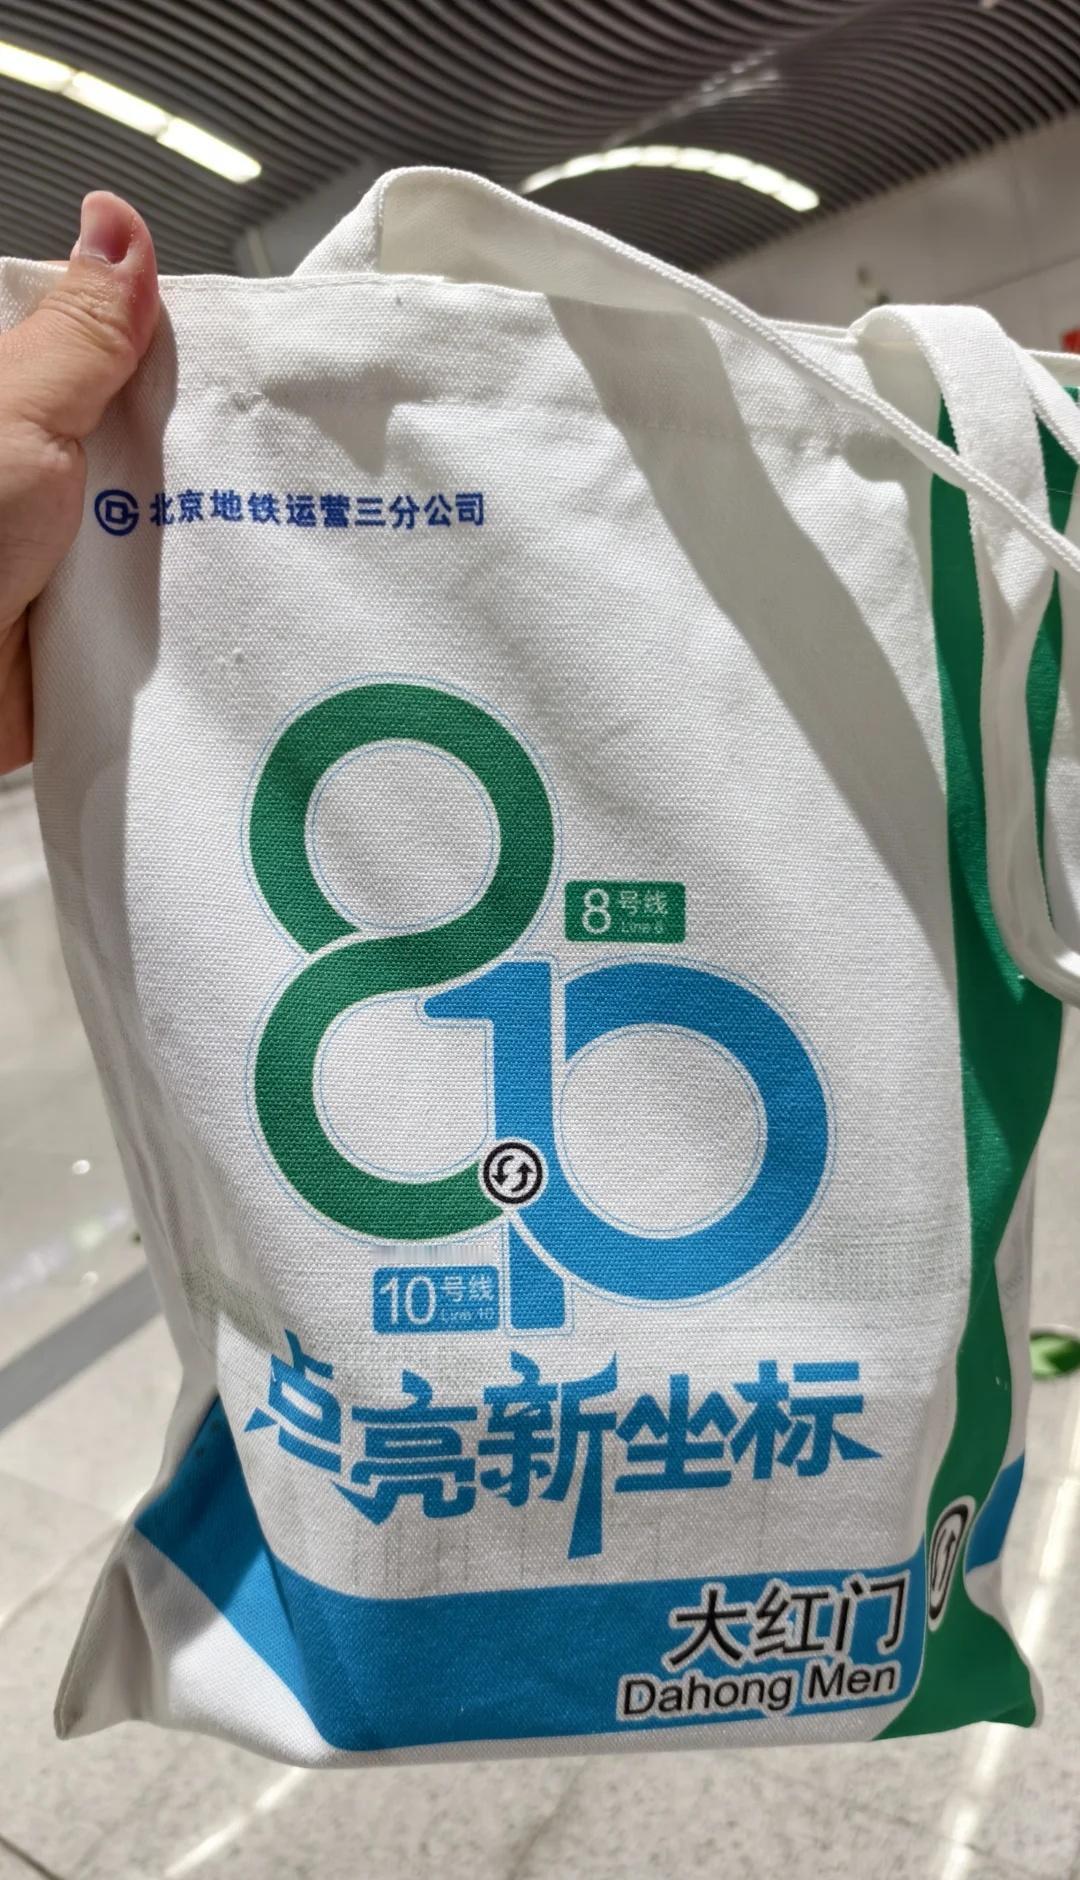 北京地铁运营三分公司
810
8号线
Line 8
10号线
Line 10
点亮新坐标
大红门
Dahong Men